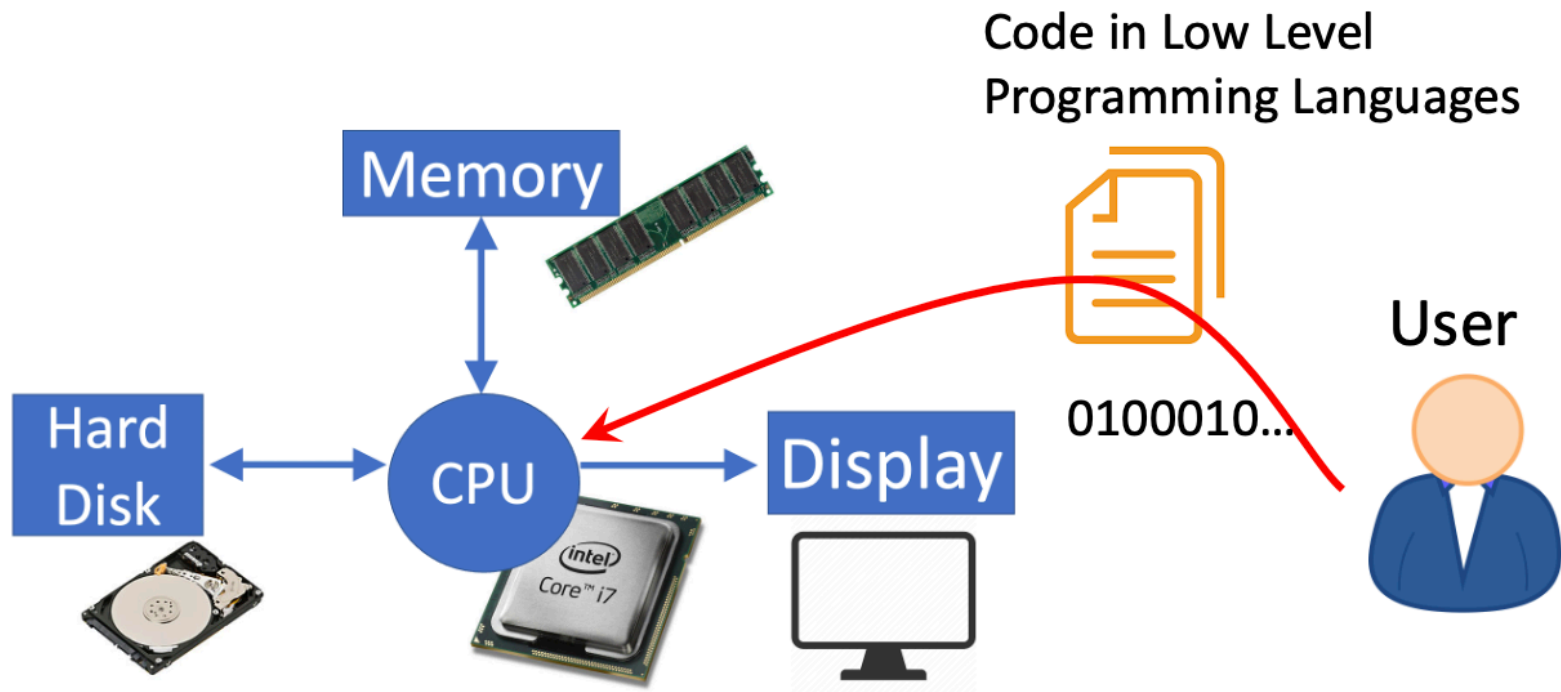 Code in Low Level
Programming Languages
Memory
User
Hard
Disk
CPU
Display
0100010...
intel
Core™ i7